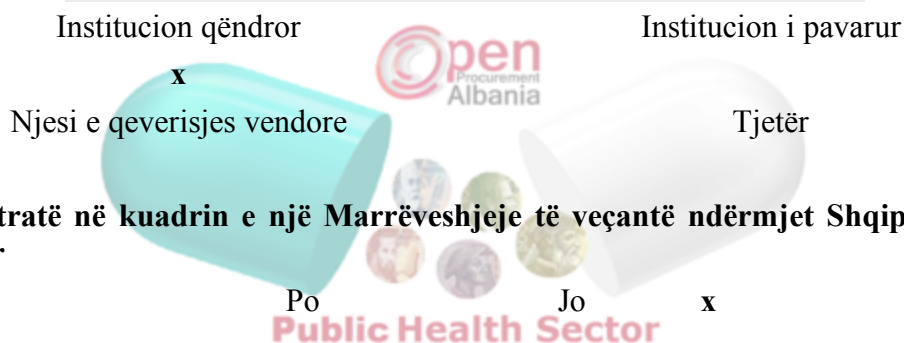 Institucion qëndror Institucion i pavarur
x
Njesi e qeverisjes vendore Tjetër
tratë në kuadrin e një Marrëveshjeje të veçantë ndërmjet Shqip
Po Jo x
Open
Procurement
Albania
Public Health Sector